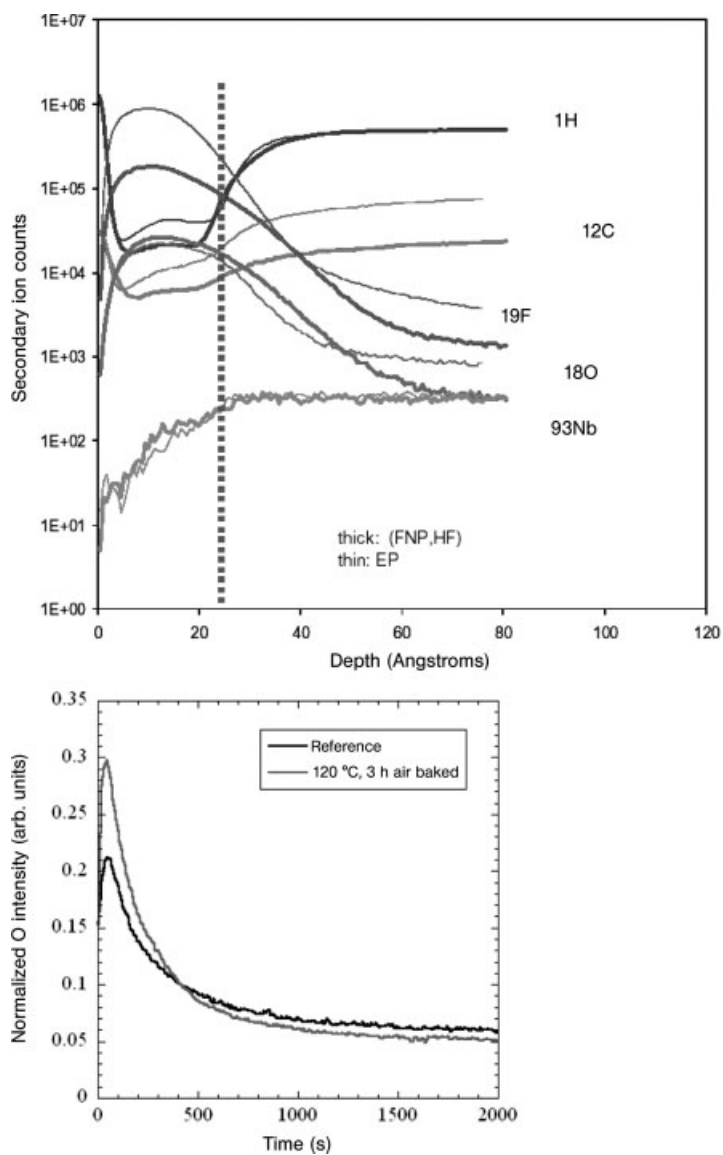 1E+07
1E+06
1E+05
1E+04
1E+03
1E+02
1E+01
1E+00
Secondary ion counts
1H
12C
19F
18O
93Nb
thick: (FNP,HF)
thin: EP
0 20 40 60 80 100 120
Depth (Angstroms)
0.35
0.3
0.25
0.2
0.15
0.1
0.05
0
Normalized O intensity (arb. units)
Reference
120 °C, 3 h air baked
0 500 1000 1500 2000
Time (s)